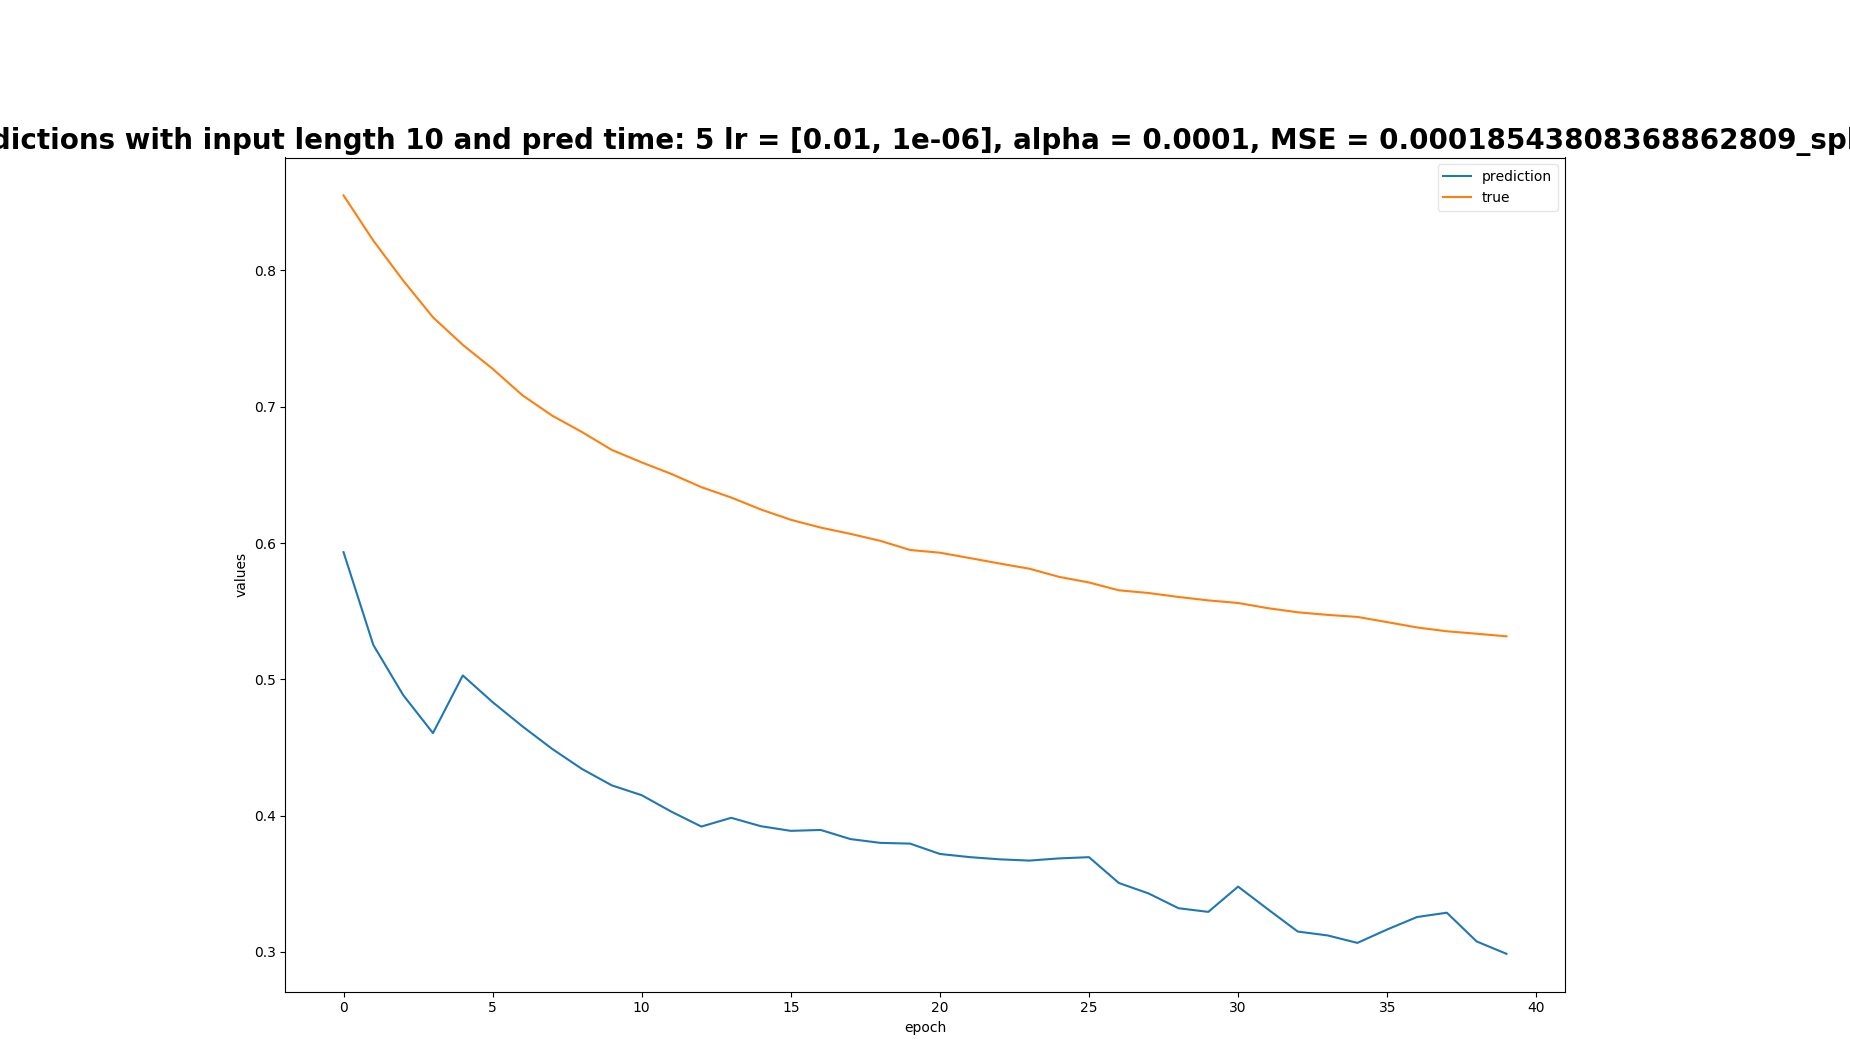 dictions with input length 10 and pred time: 5 lr = [0.01, 1e-06], alpha = 0.0001, MSE = 0.00018543808368862809_spl
prediction
true
0.8
0.7
0.6
0.5
0.4
0.3
values
0 5 10 15 20 25 30 35 40
epoch